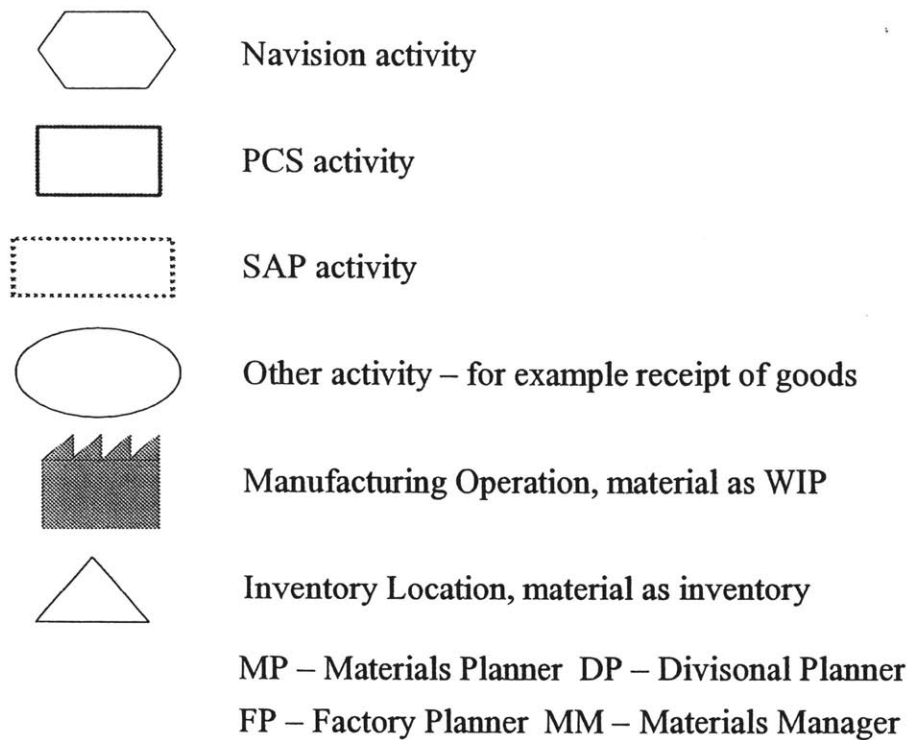 Navision activity
PCS activity
SAP activity
Other activity – for example receipt of goods
Manufacturing Operation, material as WIP
Inventory Location, material as inventory
MP – Materials Planner DP – Divisonal Planner
FP – Factory Planner MM – Materials Manager